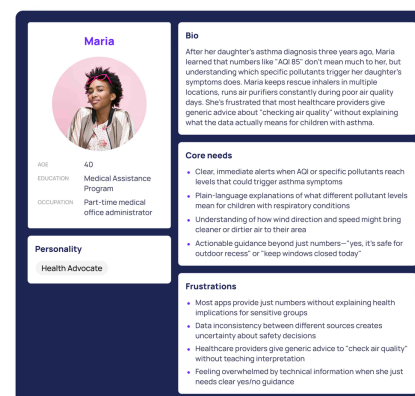 Maria
AGE 40
EDUCATION Medical Assistance
Program
OCCUPATION Part-time medical
office administrator
Personality
Health Advocate
Bio
After her daughter's asthma diagnosis three years ago, Maria
learned that numbers like "AQI 85" don't mean much to her, but
understanding which specific pollutants trigger her daughter's
symptoms does. Maria keeps rescue inhalers in multiple
locations, runs air purifiers constantly during poor air quality
days. She's frustrated that most healthcare providers give
generic advice about "checking air quality" without explaining
what the data actually means for children with asthma.
Core needs
• Clear, immediate alerts when AQI or specific pollutants reach
levels that could trigger asthma symptoms
• Plain-language explanations of what different pollutant levels
mean for children with respiratory conditions
• Understanding of how wind direction and speed might bring
cleaner or dirtier air to their area
• Actionable guidance beyond just numbers—"yes, it's safe for
outdoor recess" or "keep windows closed today"
Frustrations
• Most apps provide just numbers without explaining health
implications for sensitive groups
• Data inconsistency between different sources creates
uncertainty about safety decisions
• Healthcare providers give generic advice to "check air quality"
without teaching interpretation
• Feeling overwhelmed by technical information when she just
needs clear yes/no guidance